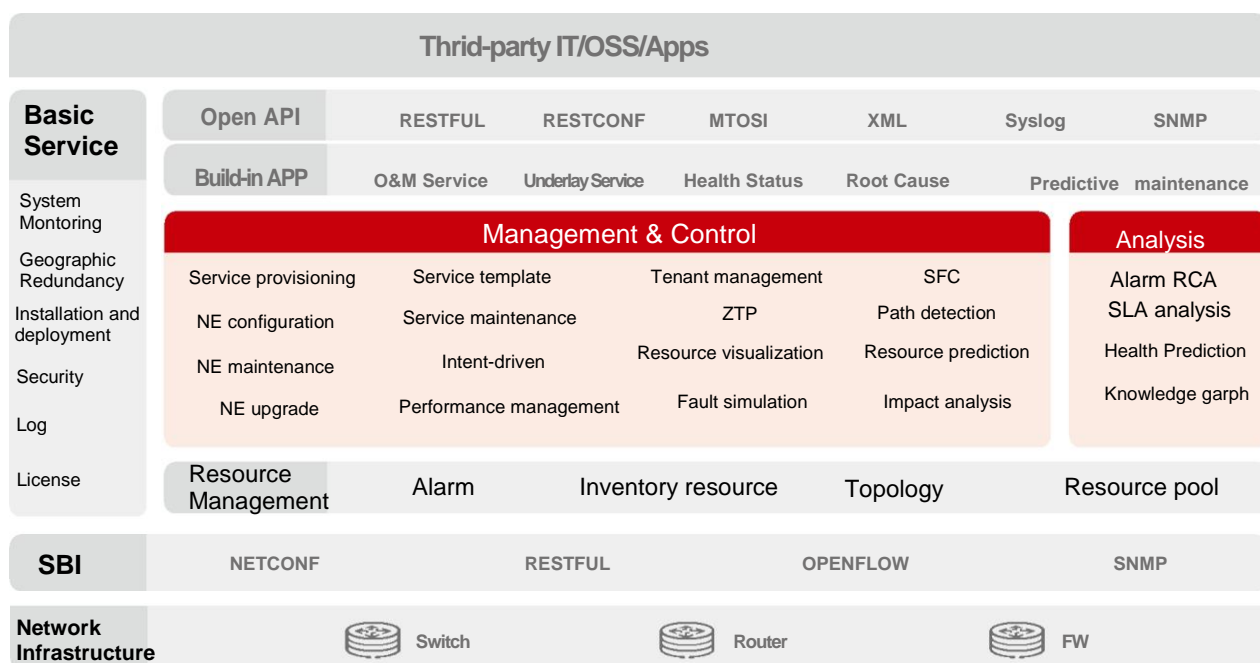 Thrid-party IT/OSS/Apps
Basic
Service
System
Montoring
Geographic
Redundancy
Installation and
deployment
Security
Log
License
Open API RESTFUL RESTCONF MTOSI XML Syslog SNMP
Build-in APP O&M Service Underlay Service Health Status Root Cause Predictive maintenance
Management & Control
Service provisioning Service template Tenant management SFC
NE configuration Service maintenance ZTP Path detection
NE maintenance Intent-driven Resource visualization Resource prediction
NE upgrade Performance management Fault simulation Impact analysis
Analysis
Alarm RCA
SLA analysis
Health Prediction
Knowledge garph
Resource
Management Alarm Inventory resource Topology Resource pool
SBI NETCONF RESTFUL OPENFLOW SNMP
Network
Infrastructure Switch Router FW